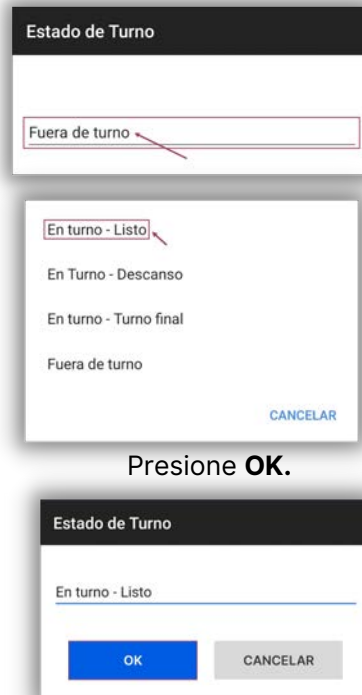 Estado de Turno
Fuera de turno
En turno - Listo
En Turno - Descanso
En turno - Turno final
Fuera de turno
CANCELAR
Presione OK.
Estado de Turno
En turno - Listo
OK CANCELAR